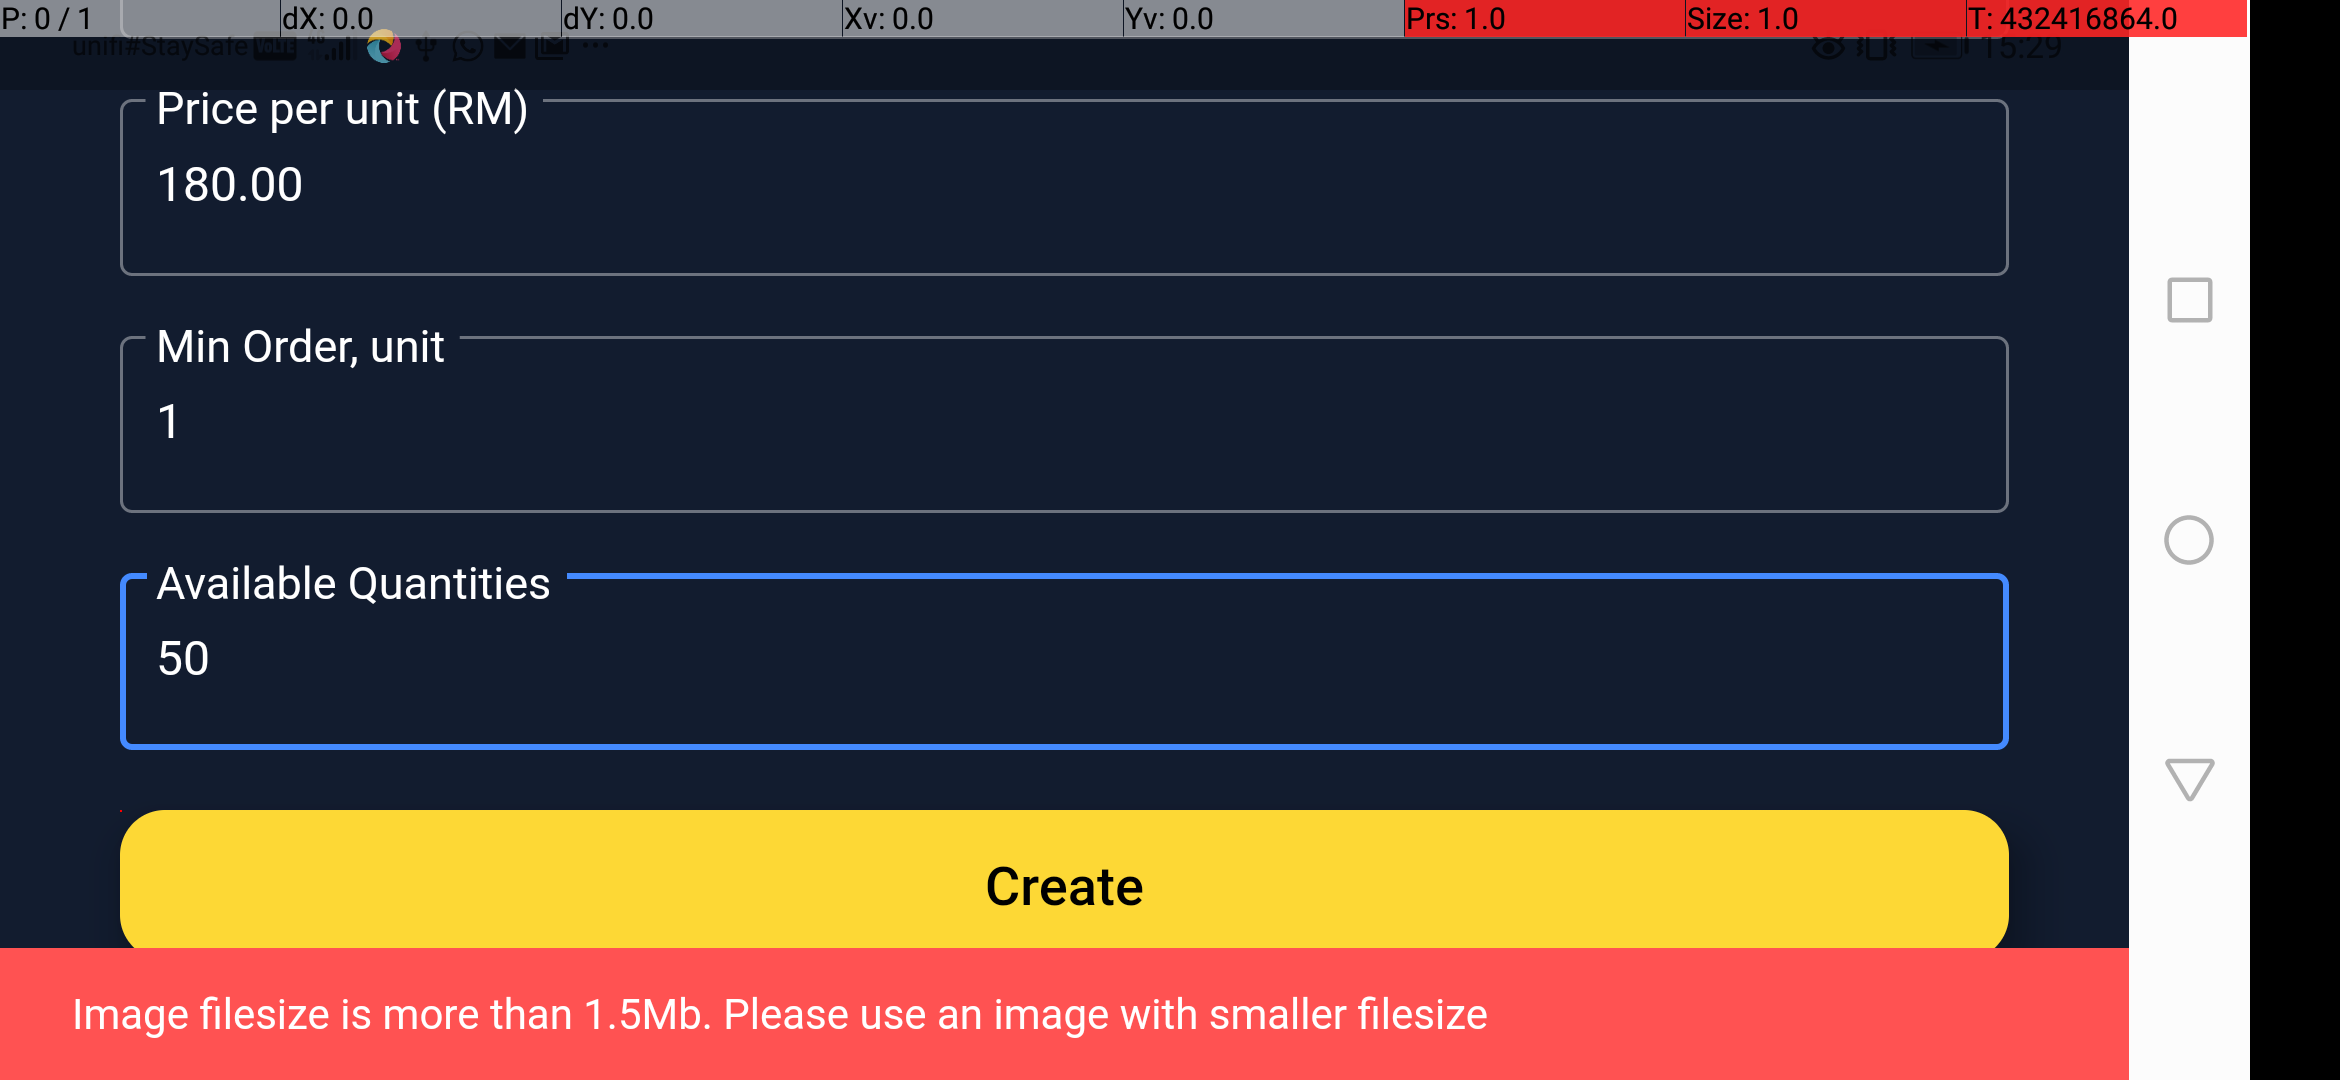 P: 0 / 1 dX: 0.0 dY: 0.0 Xv: 0.0 Yv: 0.0 Prs: 1.0 Size: 1.0 T: 432416864.0
unifi#StaySafe VoLTE 4G 15:29
Price per unit (RM)
180.00
Min Order, unit
1
Available Quantities
50
Create
Image filesize is more than 1.5Mb. Please use an image with smaller filesize